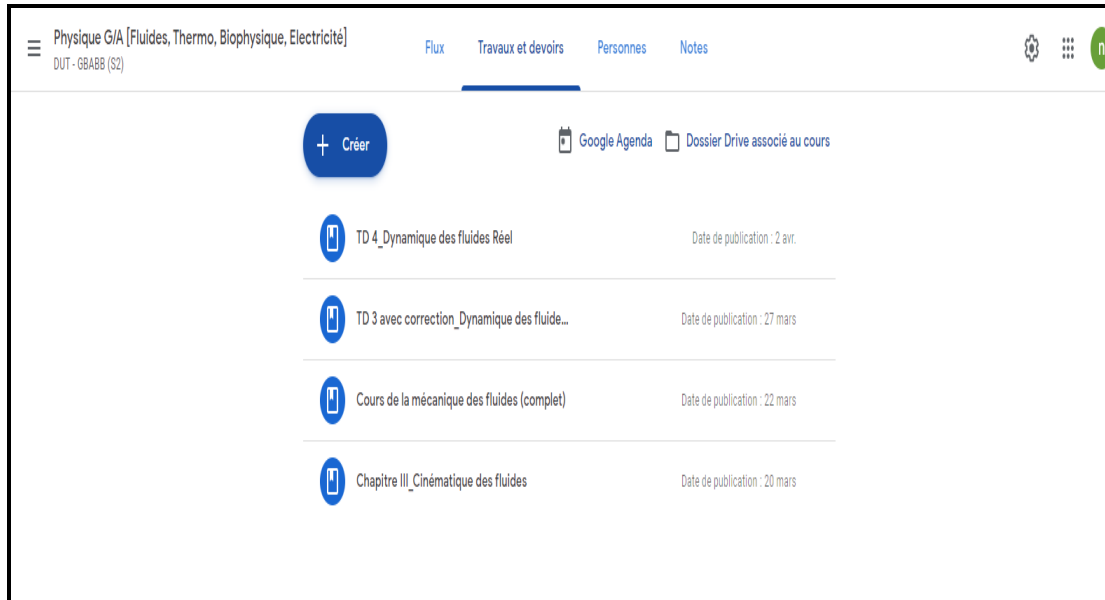 Physique G/A [Fluides, Thermo, Biophysique, Electricité]
DUT - GBABB (S2)
Flux Travaux et devoirs Personnes Notes
n
+ Créer
Google Agenda Dossier Drive associé au cours
TD 4_Dynamique des fluides Réel Date de publication : 2 avr.
TD 3 avec correction_Dynamique des fluide... Date de publication : 27 mars
Cours de la mécanique des fluides (complet) Date de publication : 22 mars
Chapitre III_Cinématique des fluides Date de publication : 20 mars